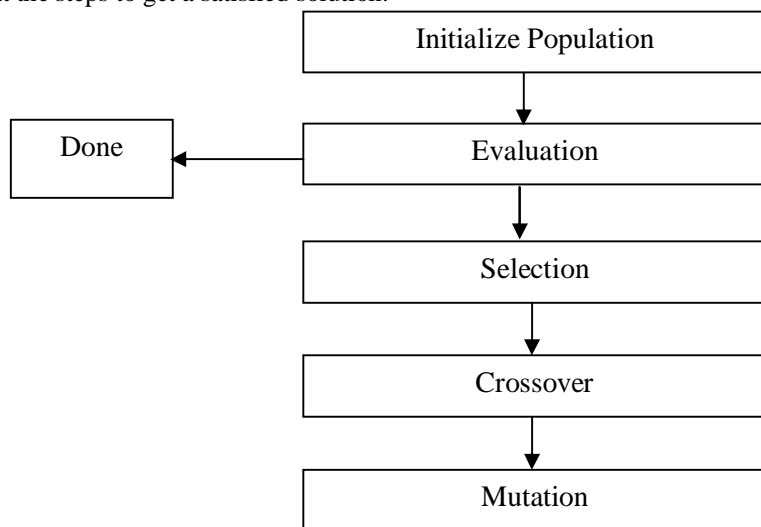 the steps to get a satisfied solution.
Initialize Population
Done
Evaluation
Selection
Crossover
Mutation